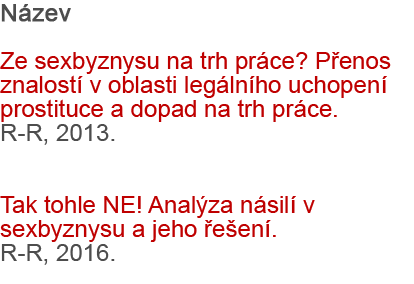 Název
Ze sexbyznysu na trh práce? Přenos
znalostí v oblasti legálního uchopení
prostituce a dopad na trh práce.
R-R, 2013.
Tak tohle NE! Analýza násilí v
sexbyznysu a jeho řešení.
R-R, 2016.